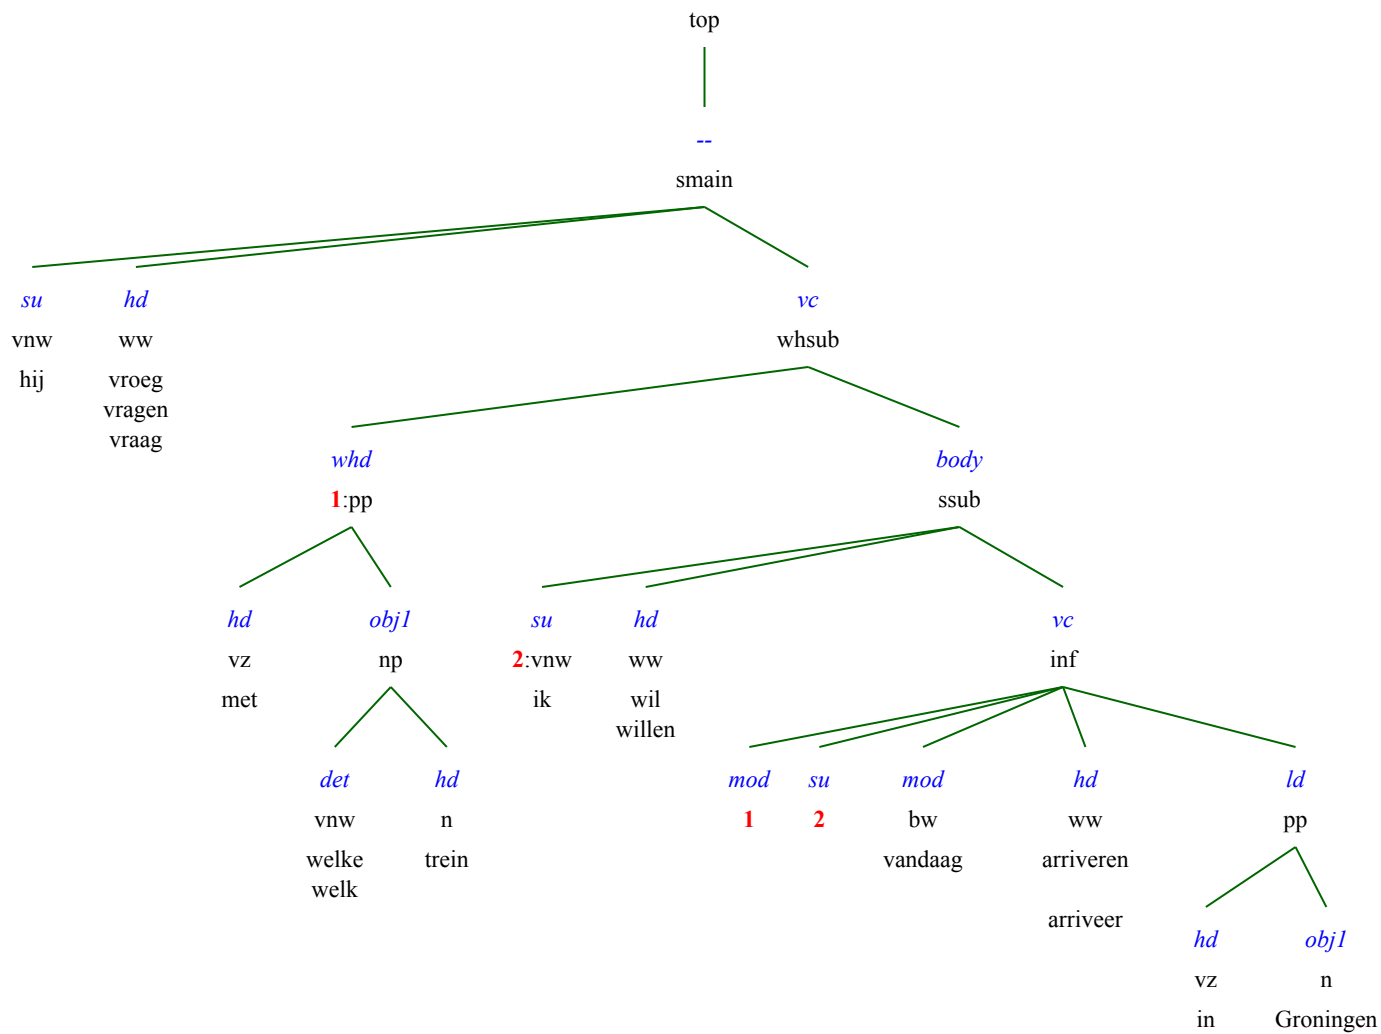 top
--
smain
su hd vc
vnw ww whsub
hij vroeg
vragen
vraag
whd body
1:pp ssub
hd obj1 su hd vc
vz np 2:vnw ww inf
met ik wil
willen
det hd mod su mod hd ld
vnw n 1 2 bw ww pp
welke trein vandaag arriveren
welk
arriveer
hd obj1
vz n
in Groningen